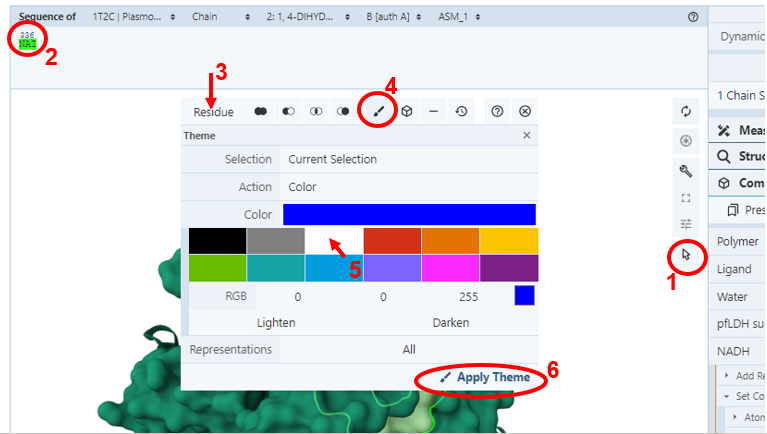 Sequence of 1T2C | Plasmo... Chain 2: 1, 4-DIHYD... B [auth A] ASM_1
336
NAI
2
Dynamic
1 Chain S
3
4
Residue
Theme
Selection Current Selection
Action Color
Color
5
RGB 0 0 255
Lighten Darken
Representations All
Apply Theme
6
1
Meas
Struc
Com
Pres
Polymer
Ligand
Water
pfLDH su
NADH
Add Re
Set Co
Atom